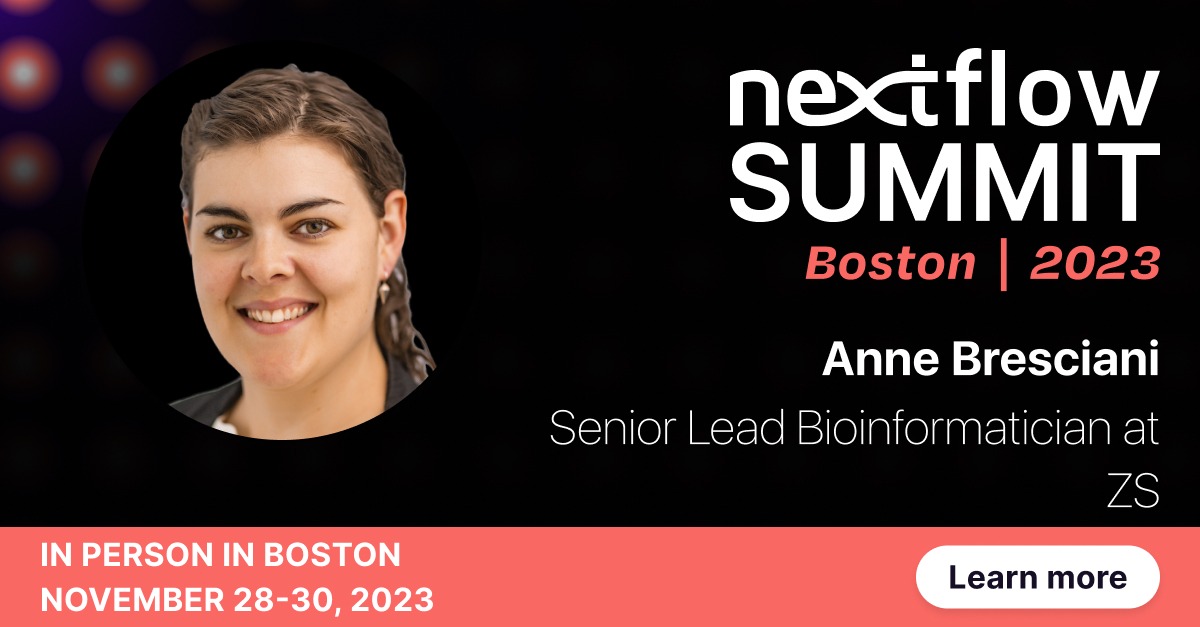 nextflow
SUMMIT
Boston | 2023
Anne Bresciani
Senior Lead Bioinformatician at
ZS
IN PERSON IN BOSTON
NOVEMBER 28-30, 2023
Learn more